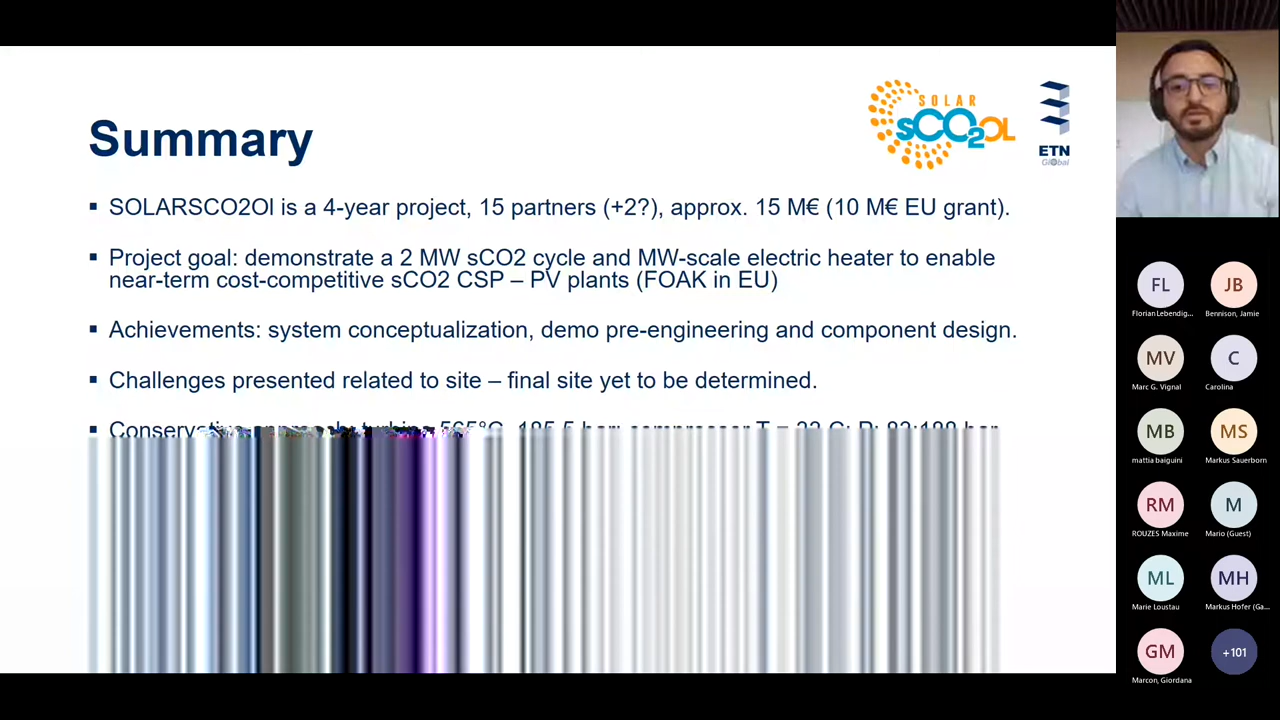 SOLAR
sCO2OL
ETN
Global
Summary
▪ SOLARSCO2Ol is a 4-year project, 15 partners (+2?), approx. 15 M€ (10 M€ EU grant).
▪ Project goal: demonstrate a 2 MW sCO2 cycle and MW-scale electric heater to enable
near-term cost-competitive sCO2 CSP – PV plants (FOAK in EU)
▪ Achievements: system conceptualization, demo pre-engineering and component design.
▪ Challenges presented related to site – final site yet to be determined.
▪ Conservative
FL
JB
Florian Lebendig...
Bennison, Jamie
MV
C
Marc G. Vignal
Carolina
MB
MS
mattia baiguini
Markus Sauerborn
RM
M
ROUZES Maxime
Mario (Guest)
ML
MH
Marie Loustau
Markus Hofer (Ga...
GM
+101
Marcon, Giordana